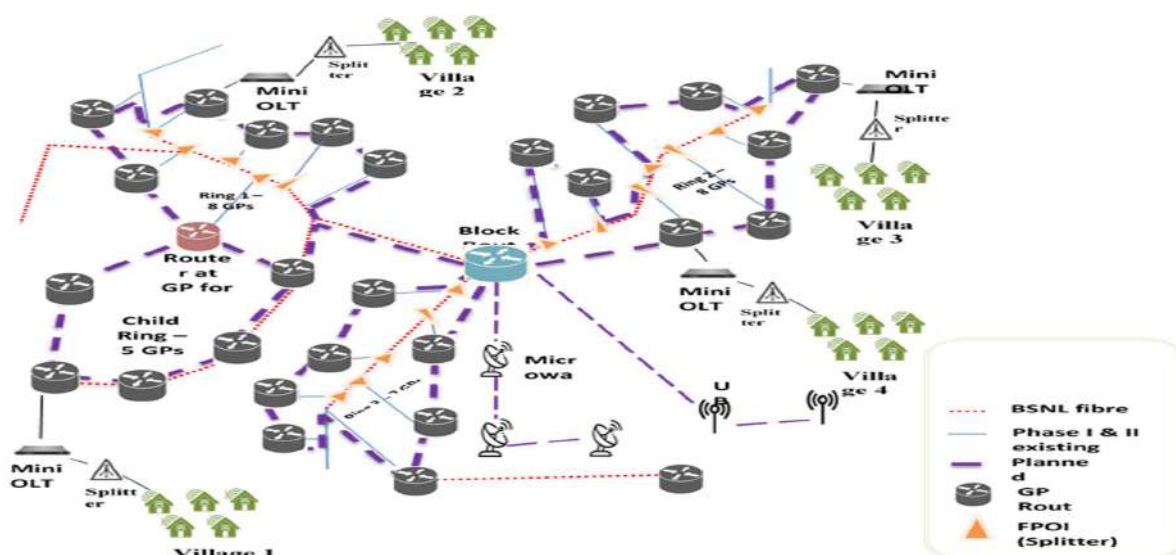 Split
ter
Villa
ge 2
Mini
OLT
Mini
OLT
Splitte
r
Villa
ge 3
Ring 1 –
8 GPs
Ring 2 –
8 GPs
Block
Route
r at
GP for
Child
Ring –
5 GPs
Mini
OLT
Split
ter
Villa
ge 4
Micr
owa
Mini
OLT
Splitt
er
Village 1
BSNL fibre
Phase I & II
existing
Planne
d
GP
Rout
FPOI
(Splitter)